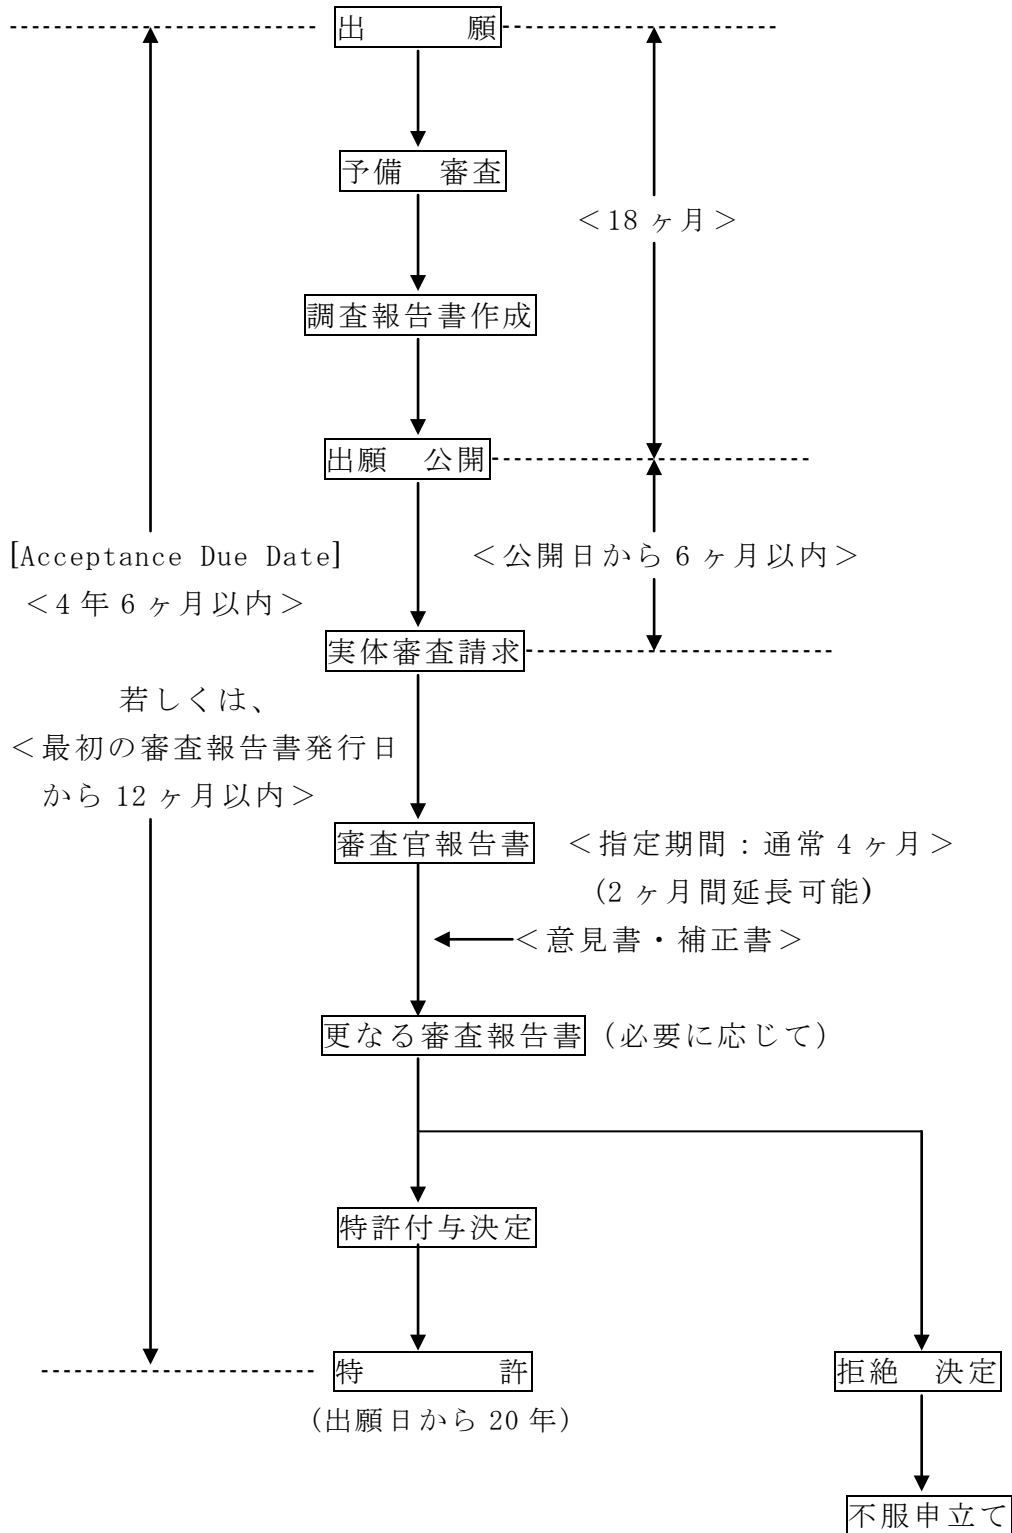 出　　　願
予備　審査
<18 ヶ月>
調査報告書作成
出願　公開
[Acceptance Due Date]
<4 年 6 ヶ月以内>
<公開日から 6 ヶ月以内>
実体審査請求
若しくは、
<最初の審査報告書発行日
から 12 ヶ月以内>
審査官報告書
<指定期間：通常 4 ヶ月>
(2 ヶ月間延長可能)
<意見書・補正書>
更なる審査報告書 (必要に応じて)
特許付与決定
特　　　許
拒絶　決定
(出願日から 20 年)
不服申立て